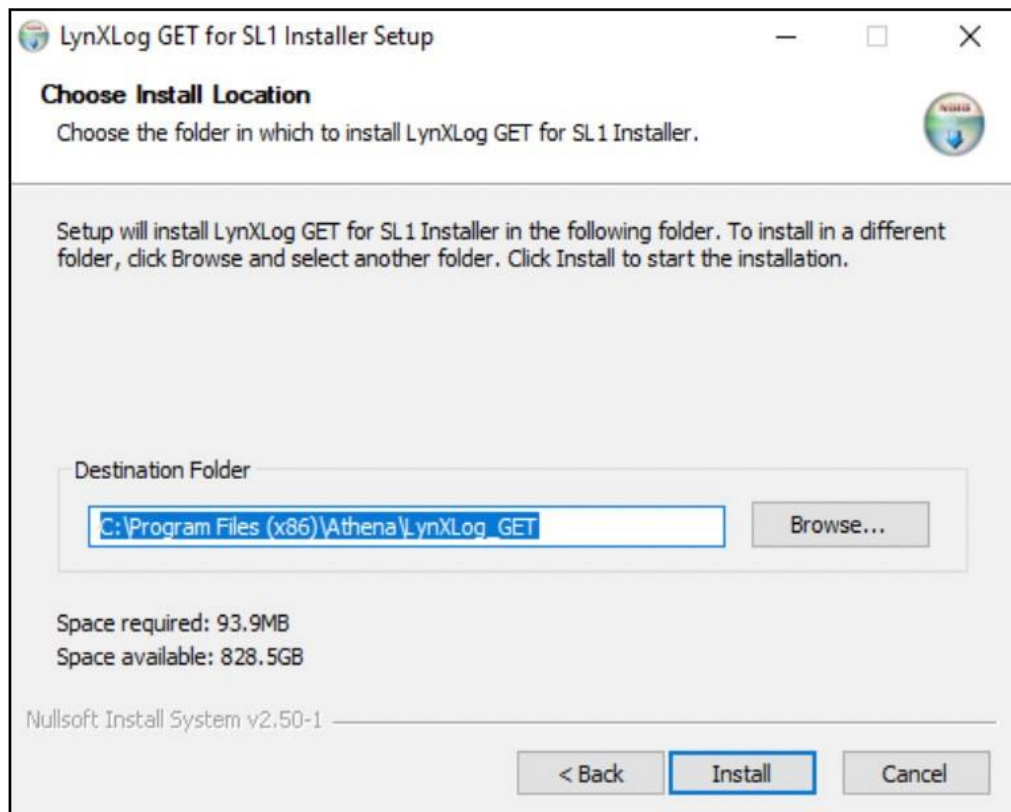 LynXLog GET for SL1 Installer Setup
Choose Install Location
Choose the folder in which to install LynXLog GET for SL1 Installer.
Setup will install LynXLog GET for SL1 Installer in the following folder. To install in a different
folder, click Browse and select another folder. Click Install to start the installation.
Destination Folder
C:\Program Files (x86)\Athena\LynXLog_GET
Browse...
Space required: 93.9MB
Space available: 828.5GB
Nullsoft Install System v2.50-1
< Back
Install
Cancel